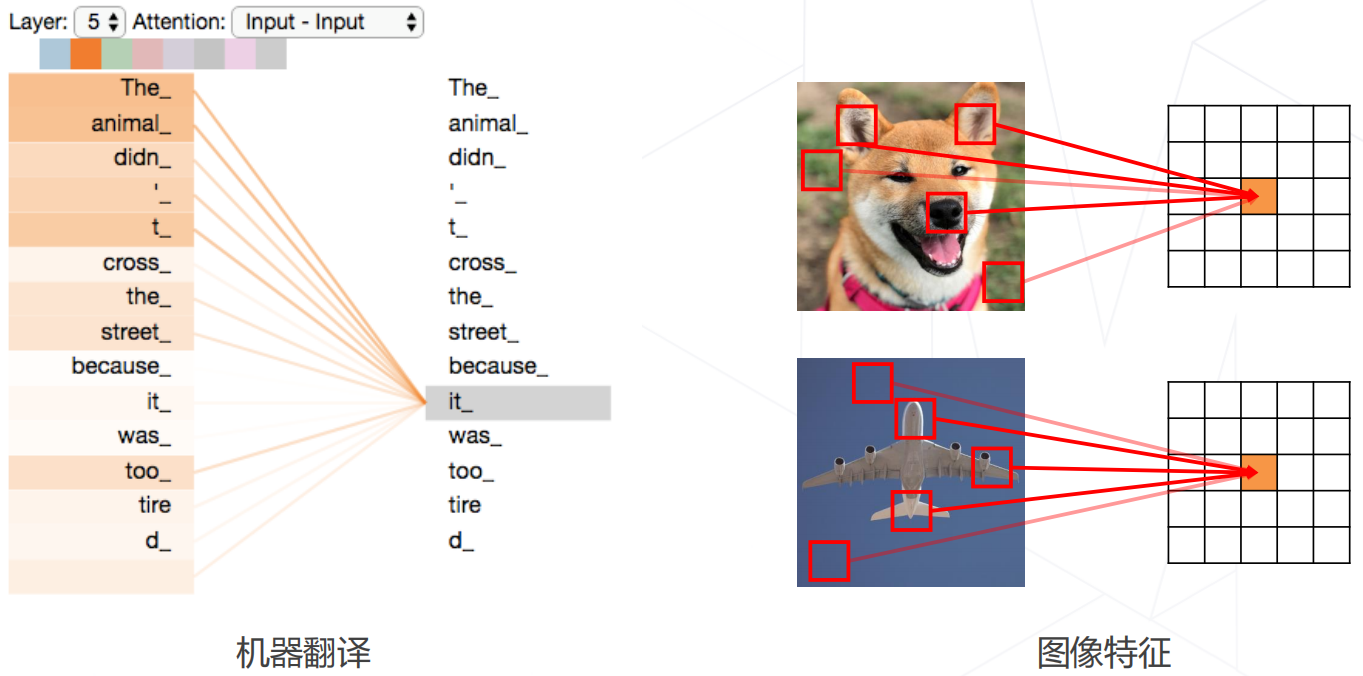 Layer: 5 Attention: Input - Input
The_
animal_
didn_
'_
t_
cross_
the_
street_
because_
it_
was_
too_
tire
d_
The_
animal_
didn_
'_
t_
cross_
the_
street_
because_
it_
was_
too_
tire
d_
机器翻译
图像特征